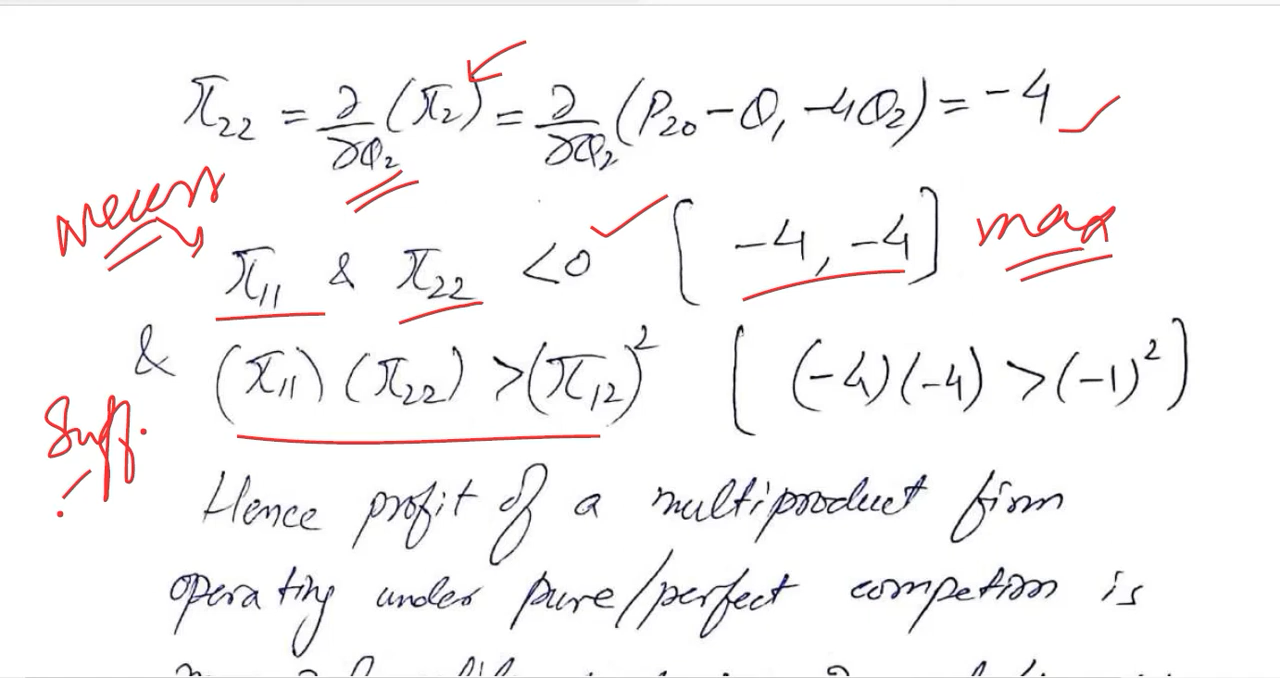 π₂₂ = ∂/∂Q₂ (π₂) = ∂/∂Q₂ (P₂₀ - Q₁ - 4Q₂) = -4
necess
π₁₁ & π₂₂ <0 [ -4, -4 ] max
& (π₁₁) (π₂₂) > (π₁₂)² [ (-4)(-4) > (-1)² ]
Suff.
Hence profit of a multiproduct firm
operating under pure/perfect competion is